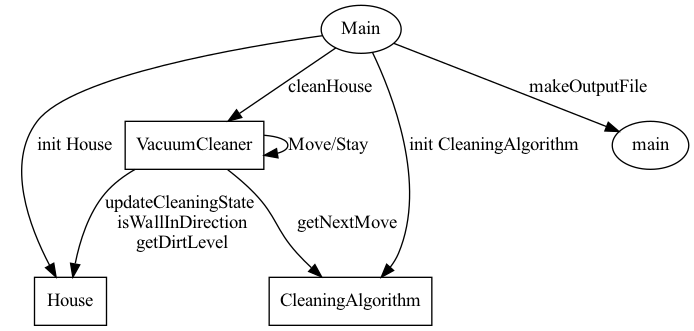 Main
cleanHouse
makeOutputFile
init House
VacuumCleaner
Move/Stay
init CleaningAlgorithm
main
updateCleaningState
isWallInDirection
getDirtLevel
getNextMove
House
CleaningAlgorithm